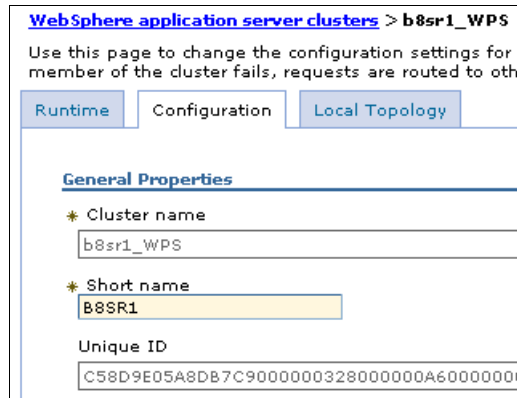 WebSphere application server clusters > b8sr1_WPS
Use this page to change the configuration settings for
member of the cluster fails, requests are routed to oth
Runtime Configuration Local Topology
General Properties
* Cluster name
b8sr1_WPS
* Short name
B8SR1
Unique ID
C58D9E05A8DB7C9000000328000000A6000000